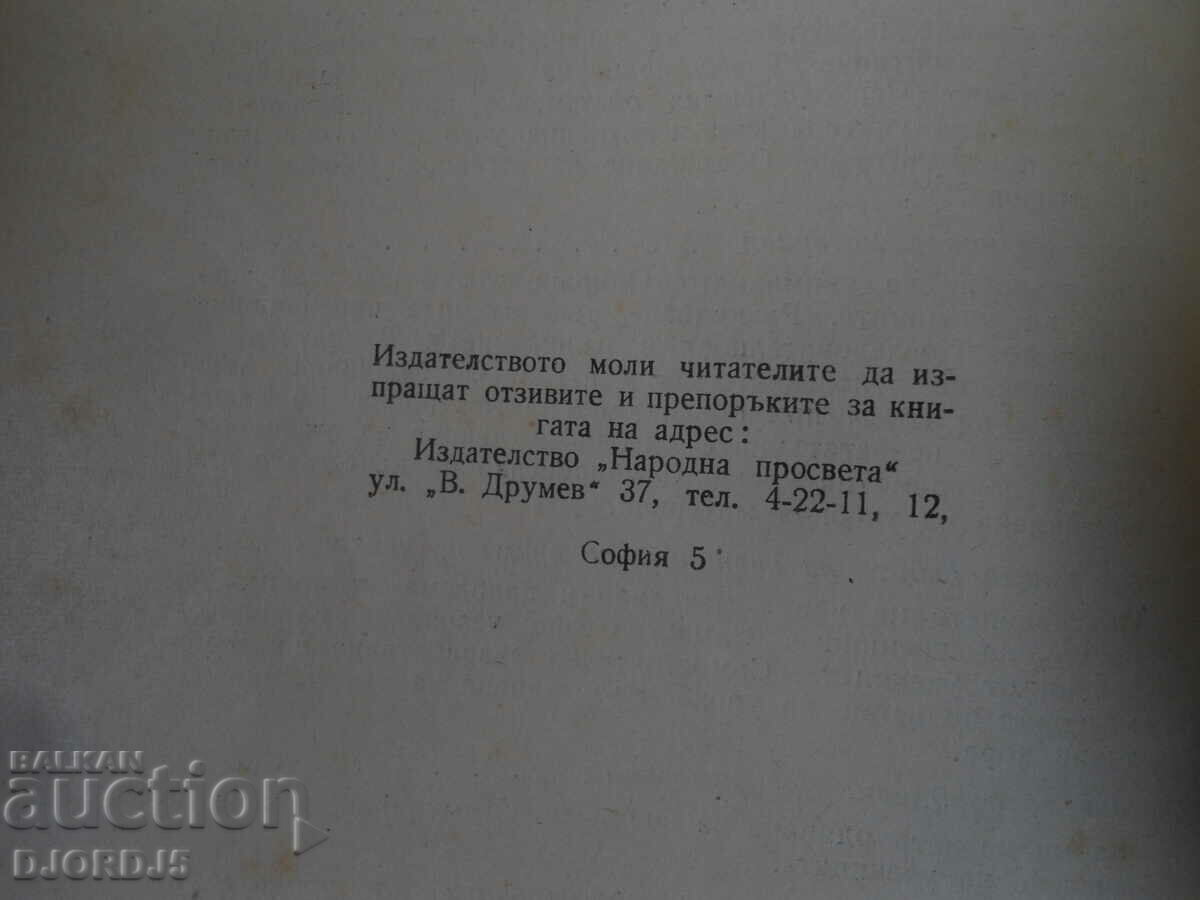 Издателството моли читателите да из-
пращат отзивите и препоръките за кни-
гата на адрес:
Издателство „Народна просвета“
ул. „В. Друмев“ 37, тел. 4-22-11, 12,
София 5
BALKAN
auction
DJORDJ5